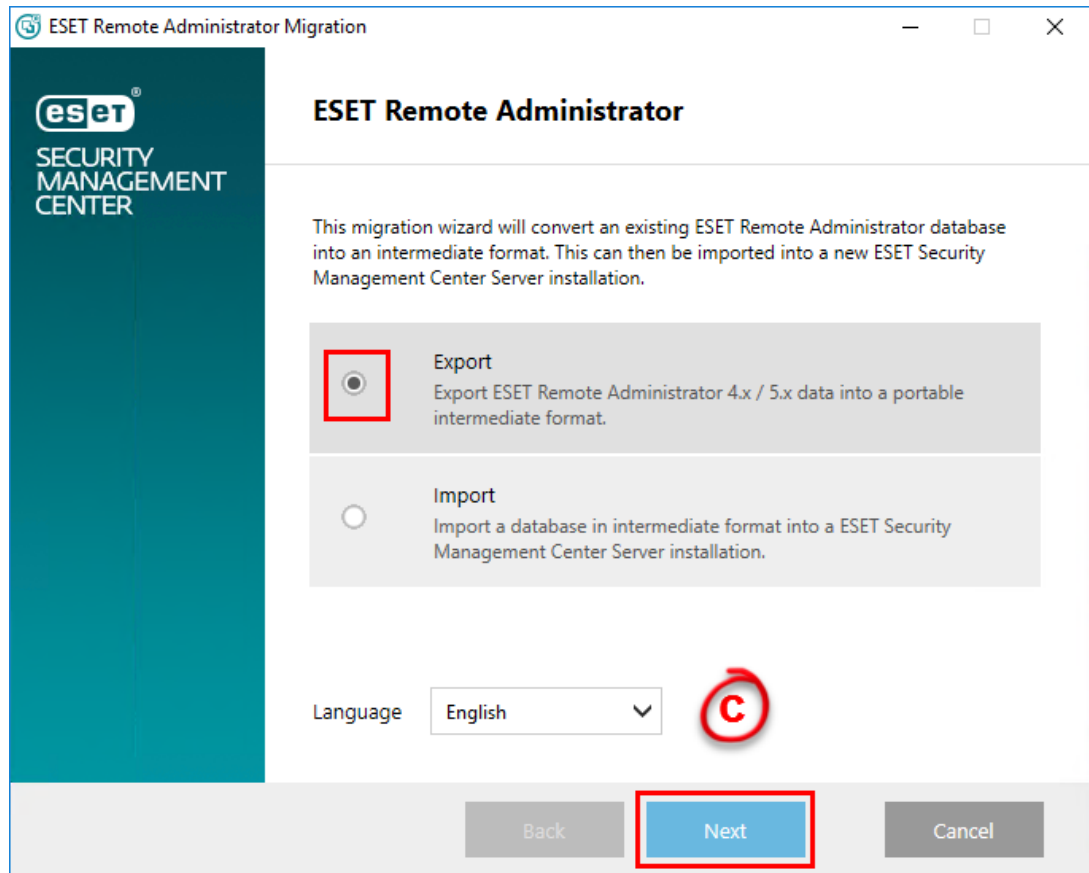 ESET Remote Administrator Migration
eset®
SECURITY
MANAGEMENT
CENTER
ESET Remote Administrator
This migration wizard will convert an existing ESET Remote Administrator database
into an intermediate format. This can then be imported into a new ESET Security
Management Center Server installation.
Export
Export ESET Remote Administrator 4.x / 5.x data into a portable
intermediate format.
Import
Import a database in intermediate format into a ESET Security
Management Center Server installation.
Language English
C
Back Next Cancel